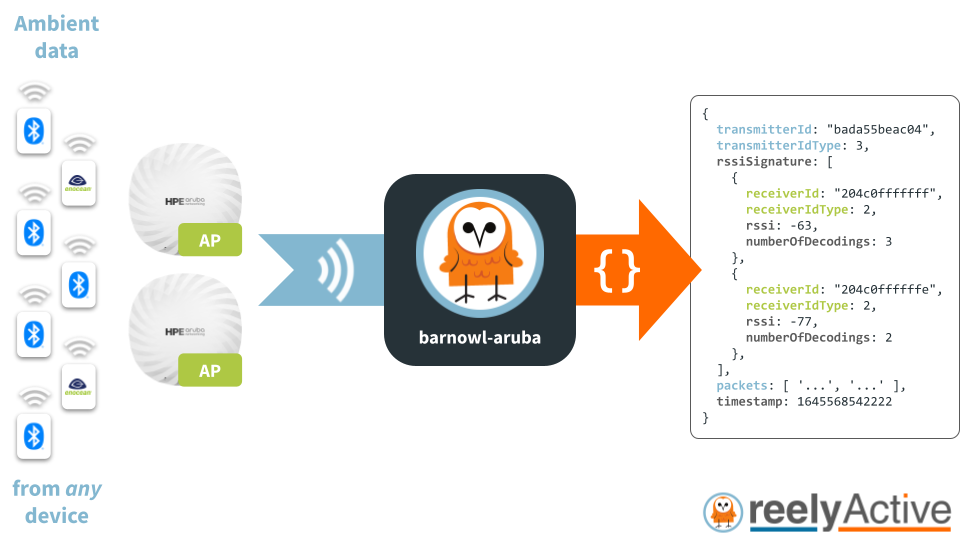 Ambient
data
enocean
enocean
from any
device
HPE aruba
networking
AP
HPE aruba
networking
AP
barnowl-aruba
{}
{
transmitterId: "bada55beac04",
transmitterIdType: 3,
rssiSignature: [
{
receiverId: "204c0fffffff",
receiverIdType: 2,
rssi: -63,
numberOfDecodings: 3
},
{
receiverId: "204c0ffffffe",
receiverIdType: 2,
rssi: -77,
numberOfDecodings: 2
},
],
packets: [ '...', '...' ],
timestamp: 1645568542222
}
reelyActive